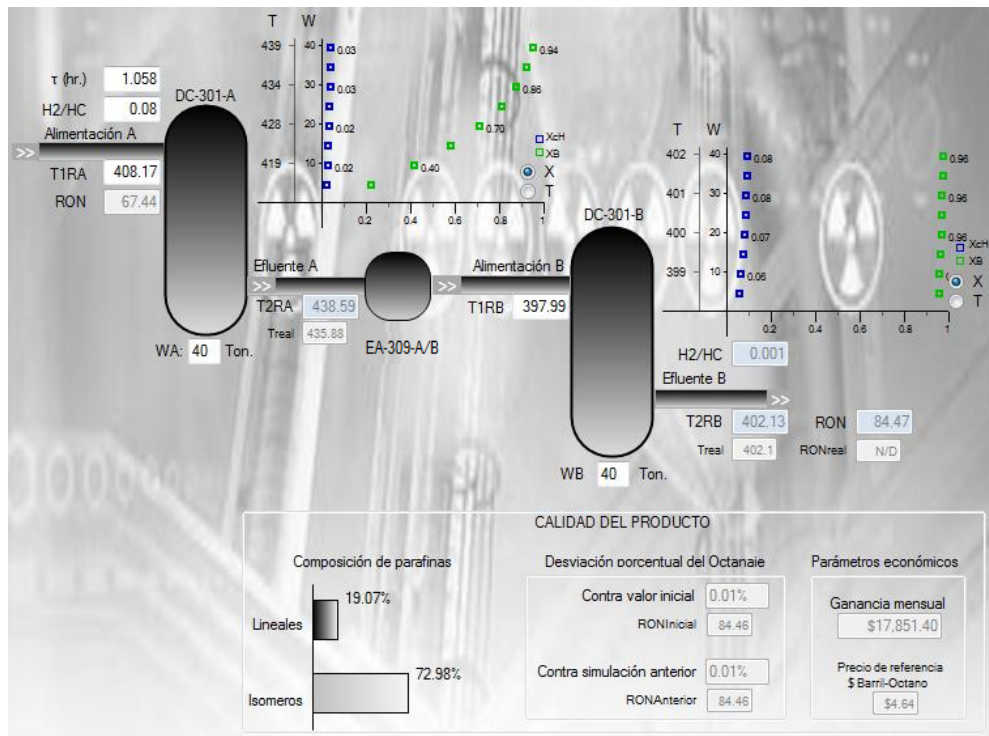 T W
439 40 0.03 0.94
τ (hr.) 1.058
434 30 0.03 0.86
H2/HC 0.08
DC-301-A
Alimentación A
>>
428 20 0.02 0.70
XcH
XB
X
T
T1RA 408.17
419 10 0.02 0.40
RON 67.44
0.2 0.4 0.6 0.8 1
T W
402 40 0.08 0.96
401 30 0.08 0.96
400 20 0.07 0.96
399 10 0.06
XcH
XB
X
T
0.2 0.4 0.6 0.8 1
DC-301-B
Efluente A
>>
Alimentación B
>>
T2RA 438.59
T1RB 397.99
Treal 435.88
EA-309-A/B
WA: 40 Ton.
H2/HC 0.001
Efluente B
>>
T2RB 402.13 RON 84.47
Treal 402.1 RONreal N/D
WB 40 Ton.
CALIDAD DEL PRODUCTO
Composición de parafinas
19.07%
Lineales
72.98%
Isomeros
Desviación porcentual del Octanaje
Contra valor inicial 0.01%
RONInicial 84.46
Contra simulación anterior 0.01%
RONAnterior 84.46
Parámetros económicos
Ganancia mensual
$17,851.40
Precio de referencia
$ Barril-Octano
$4.64